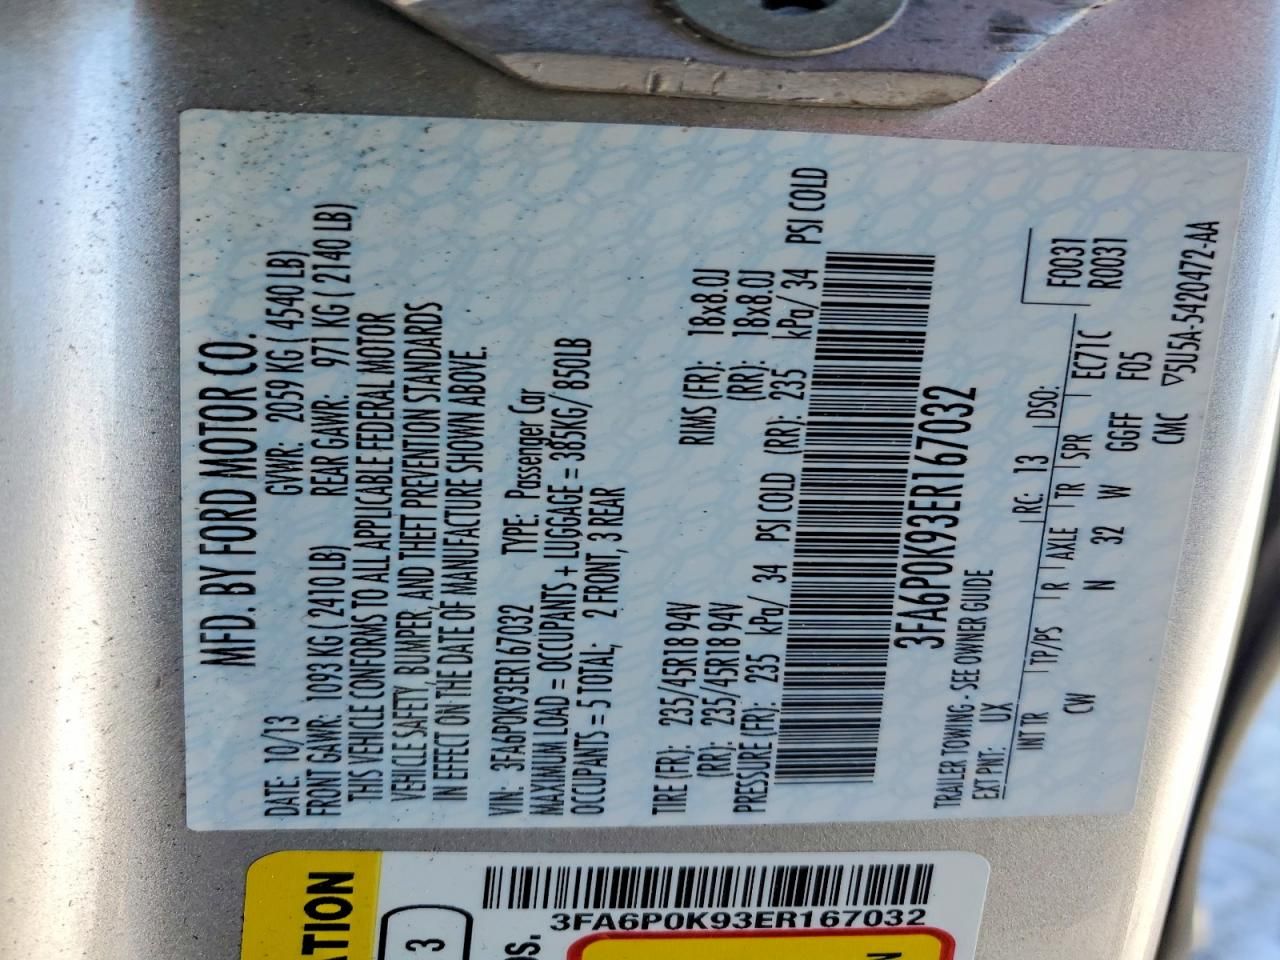 MFD. BY FORD MOTOR CO.
DATE: 10/13 GVWR: 2059 KG ( 4540 LB)
FRONT GAWR: 1093 KG ( 2410 LB) REAR GAWR: 971 KG ( 2140 LB)
THIS VEHICLE CONFORMS TO ALL APPLICABLE FEDERAL MOTOR
VEHICLE SAFETY, BUMPER, AND THEFT PREVENTION STANDARDS
IN EFFECT ON THE DATE OF MANUFACTURE SHOWN ABOVE.
VIN: 3FA6P0K93ER167032 TYPE: Passenger Car
MAXIMUM LOAD = OCCUPANTS + LUGGAGE = 385KG/ 850LB
OCCUPANTS = 5 TOTAL; 2 FRONT, 3 REAR
TIRE (FR): 235/45R18 94V RIMS (FR): 18x8.0J
(RR): 235/45R18 94V (RR): 18x8.0J
PRESSURE (FR): 235 kPa/ 34 PSI COLD (RR): 235 kPa/ 34 PSI COLD
3FA6P0K93ER167032
TRAILER TOWING - SEE OWNER GUIDE
EXT PNT: UX RC: 13 DSO:
F0031
R0031
INT TR TP/PS R AXLE TR SPR EC71C
CW N 32 W GGFF F05
CMC ▽5U5A-5420472-AA
ATION
3
DS.
3FA6P0K93ER167032
N